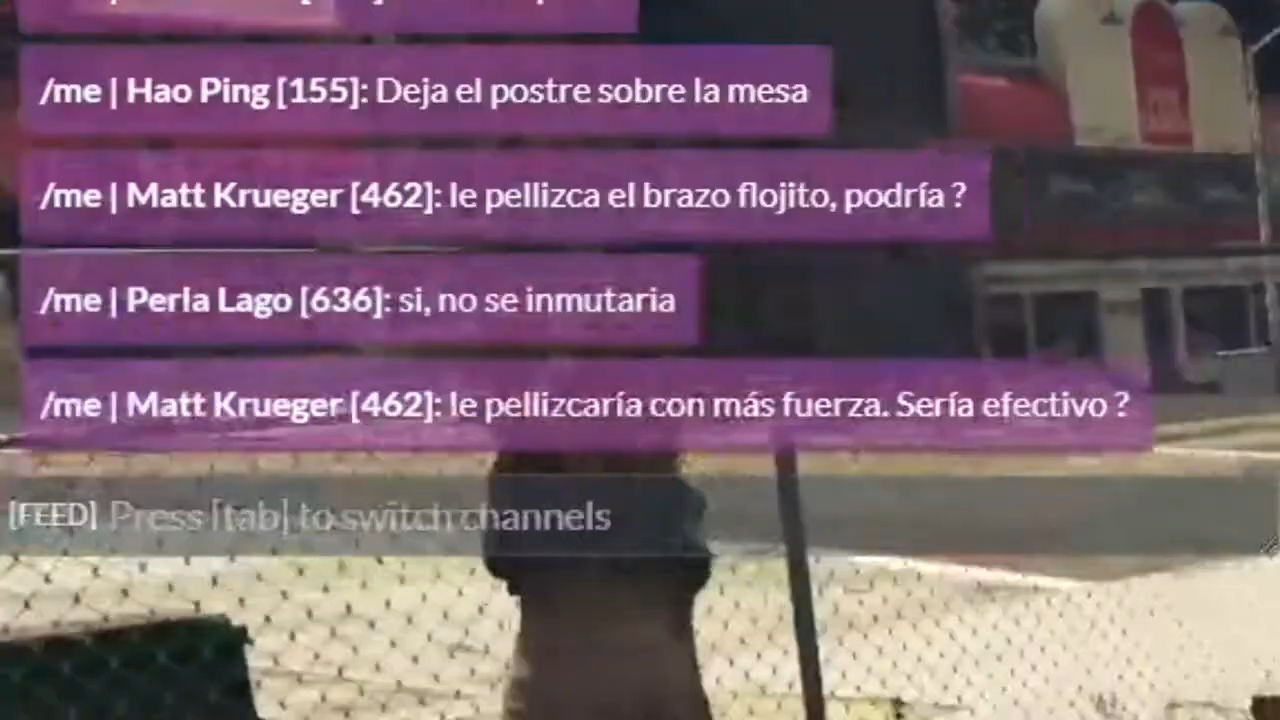 /me | Hao Ping [155]: Deja el postre sobre la mesa
/me | Matt Krueger [462]: le pellizca el brazo flojito, podría ?
/me | Perla Lago [636]: si, no se inmutaria
/me | Matt Krueger [462]: le pellizcaría con más fuerza. Sería efectivo ?
[FEED] Press [tab] to switch channels